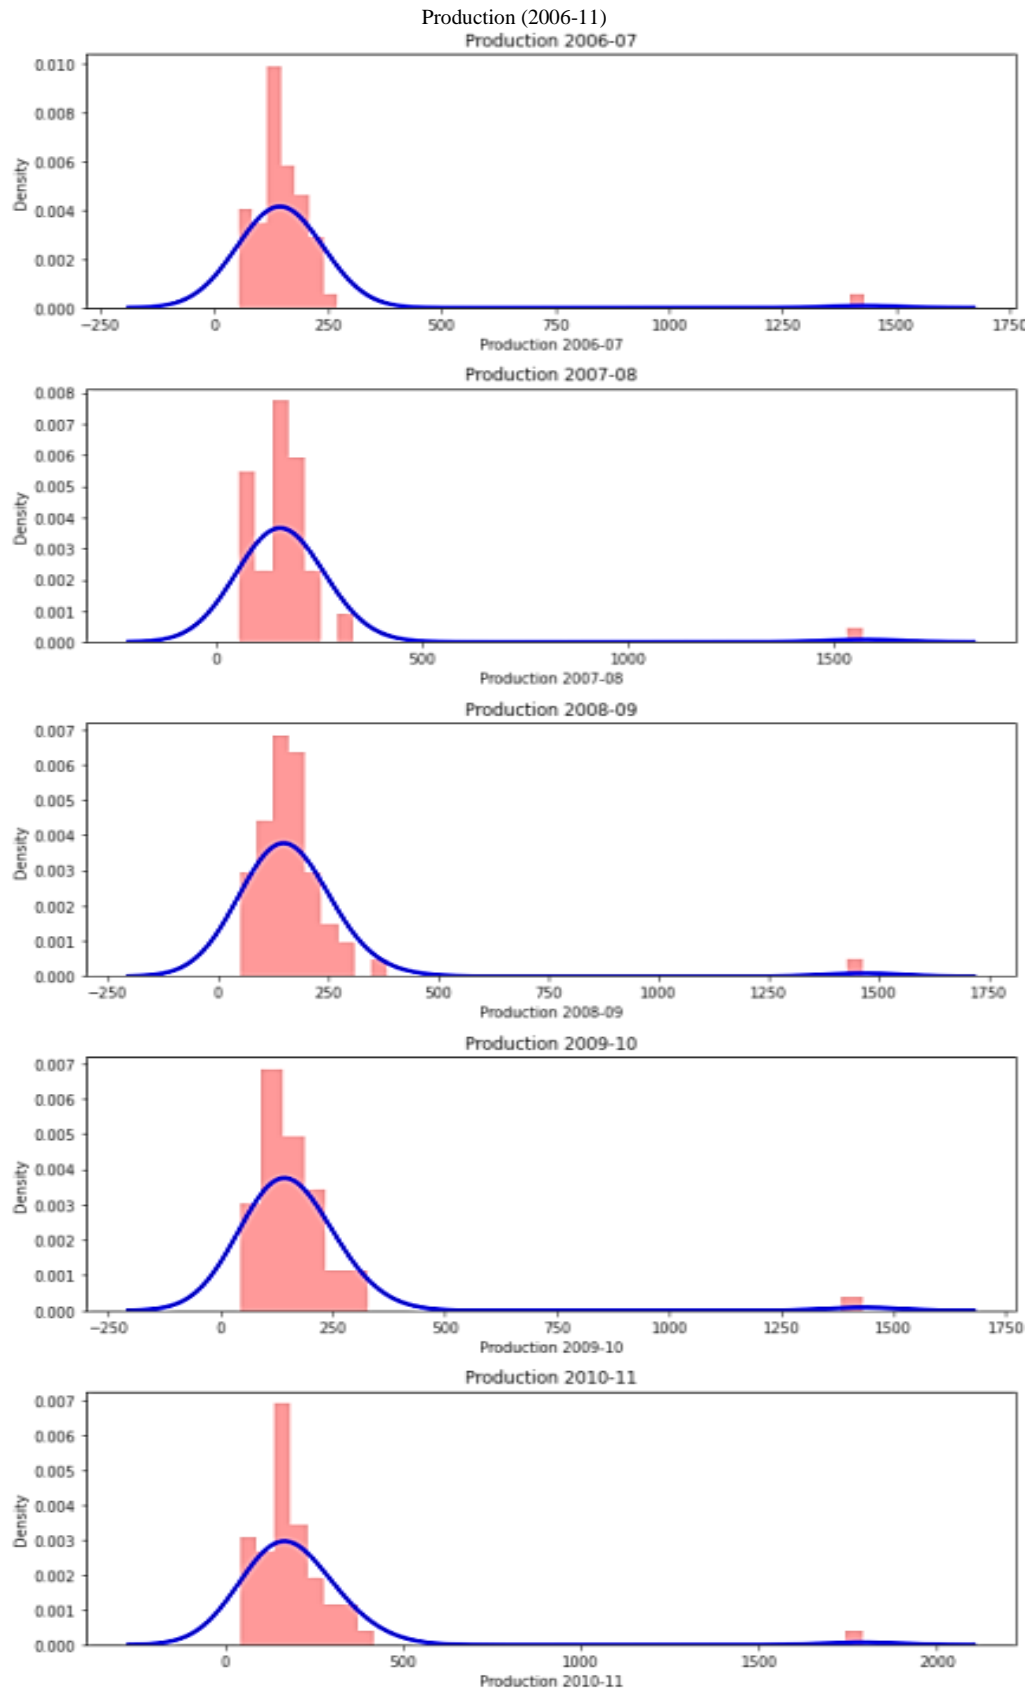 Production (2006-11)
Production 2006-07
0.010
0.008
0.006
0.004
0.002
0.000
Density
−250 0 250 500 750 1000 1250 1500 1750
Production 2006-07
Production 2007-08
0.008
0.007
0.006
0.005
0.004
0.003
0.002
0.001
0.000
Density
0 500 1000 1500
Production 2007-08
Production 2008-09
0.007
0.006
0.005
0.004
0.003
0.002
0.001
0.000
Density
−250 0 250 500 750 1000 1250 1500 1750
Production 2008-09
Production 2009-10
0.007
0.006
0.005
0.004
0.003
0.002
0.001
0.000
Density
−250 0 250 500 750 1000 1250 1500 1750
Production 2009-10
Production 2010-11
0.007
0.006
0.005
0.004
0.003
0.002
0.001
0.000
Density
0 500 1000 1500 2000
Production 2010-11